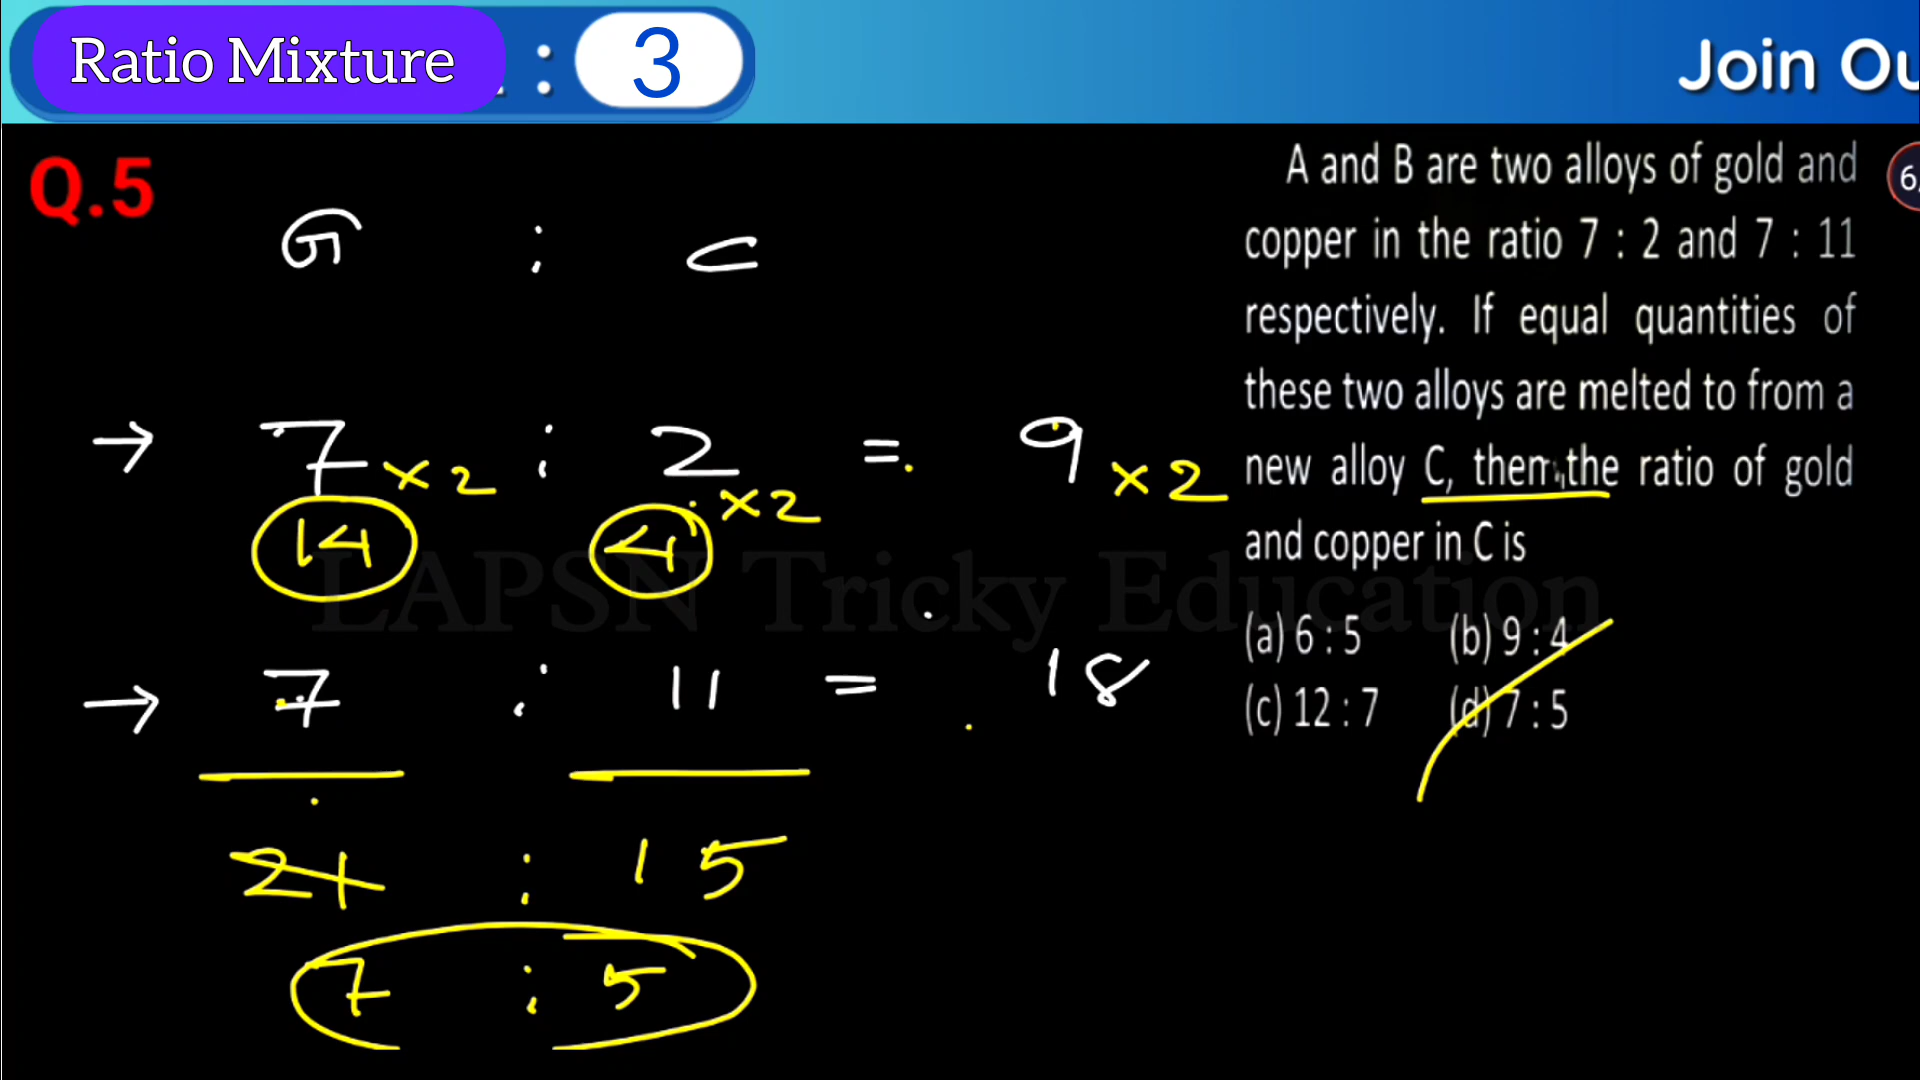 Ratio Mixture : 3
Join Ou
Q.5
A and B are two alloys of gold and
copper in the ratio 7 : 2 and 7 : 11
respectively. If equal quantities of
these two alloys are melted to from a
new alloy C, then the ratio of gold
and copper in C is
(a) 6 : 5 (b) 9 : 4
(c) 12 : 7 (d) 7 : 5
G : C
→ 7 × 2 : 2 × 2 = 9 × 2
14 4
→ 7 : 11 = 18
21 : 15
7 : 5
LAPSN Tricky Education